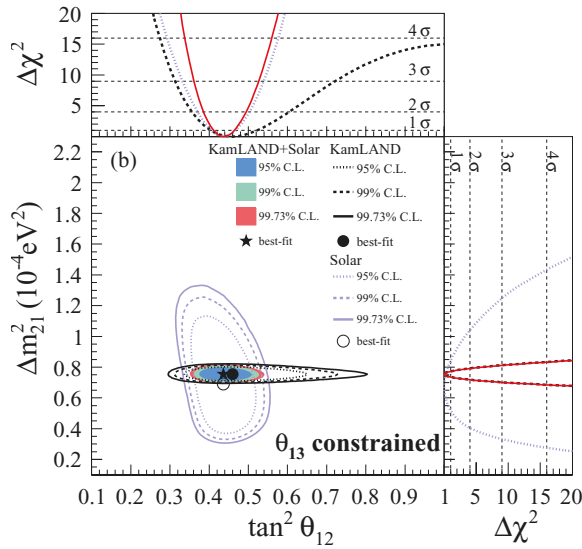 20
15
10
5
Δχ²
4 σ
3 σ
2 σ
1 σ
2.2
2
1.8
1.6
1.4
1.2
1
0.8
0.6
0.4
0.2
Δm²₂₁ (10⁻⁴eV²)
(b)
KamLAND+Solar
95% C.L.
99% C.L.
99.73% C.L.
best-fit
KamLAND
95% C.L.
99% C.L.
99.73% C.L.
best-fit
Solar
95% C.L.
99% C.L.
99.73% C.L.
best-fit
θ₁₃ constrained
1σ 2σ 3σ 4σ
0.1 0.2 0.3 0.4 0.5 0.6 0.7 0.8 0.9 1 5 10 15 20
tan² θ₁₂ Δχ²